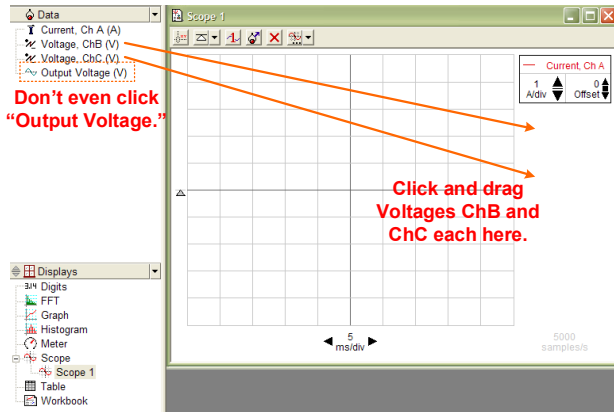 Data
Current, Ch A (A)
Voltage, ChB (V)
Voltage, ChC (V)
Output Voltage (V)
Don't even click
“Output Voltage.”
Scope 1
Current, Ch A
1
A/div
0
Offset
Click and drag
Voltages ChB and
ChC each here.
5
ms/div
5000
samples/s
Displays
3.14 Digits
FFT
Graph
Histogram
Meter
Scope
Scope 1
Table
Workbook